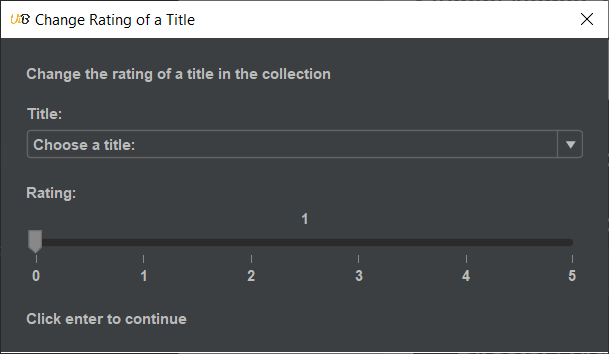 UB Change Rating of a Title
Change the rating of a title in the collection
Title:
Choose a title:
Rating:
1
0 1 2 3 4 5
Click enter to continue